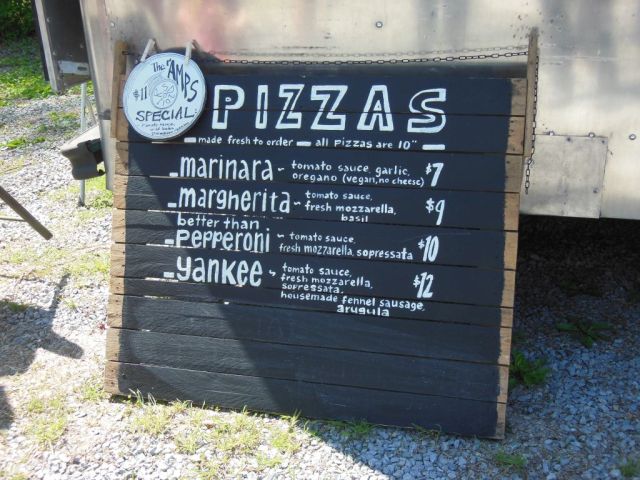 The AMPS
$11
SPECIAL
PIZZAS
made fresh to order — all Pizzas are 10"
marinara - tomato sauce, garlic, $7
oregano (vegan, no cheese)
margherita - tomato sauce, $9
fresh mozzarella,
basil
better than
pepperoni - tomato sauce, $10
fresh mozzarella, sopressata
yankee - tomato sauce, $12
fresh mozzarella,
sopressata,
housemade fennel sausage,
arugula